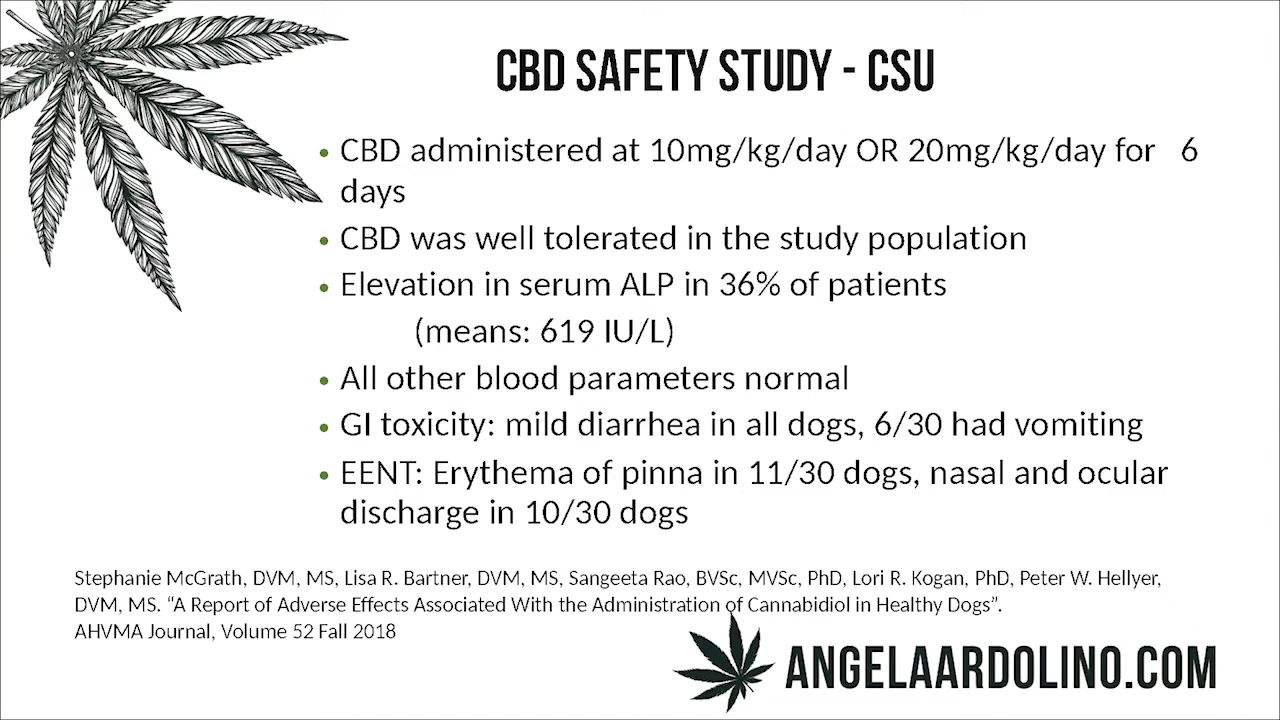 CBD SAFETY STUDY - CSU
• CBD administered at 10mg/kg/day OR 20mg/kg/day for 6
days
• CBD was well tolerated in the study population
• Elevation in serum ALP in 36% of patients
(means: 619 IU/L)
• All other blood parameters normal
• GI toxicity: mild diarrhea in all dogs, 6/30 had vomiting
• EENT: Erythema of pinna in 11/30 dogs, nasal and ocular
discharge in 10/30 dogs
Stephanie McGrath, DVM, MS, Lisa R. Bartner, DVM, MS, Sangeeta Rao, BVSc, MVSc, PhD, Lori R. Kogan, PhD, Peter W. Hellyer,
DVM, MS. “A Report of Adverse Effects Associated With the Administration of Cannabidiol in Healthy Dogs”.
AHVMA Journal, Volume 52 Fall 2018
ANGELAARDOLINO.COM